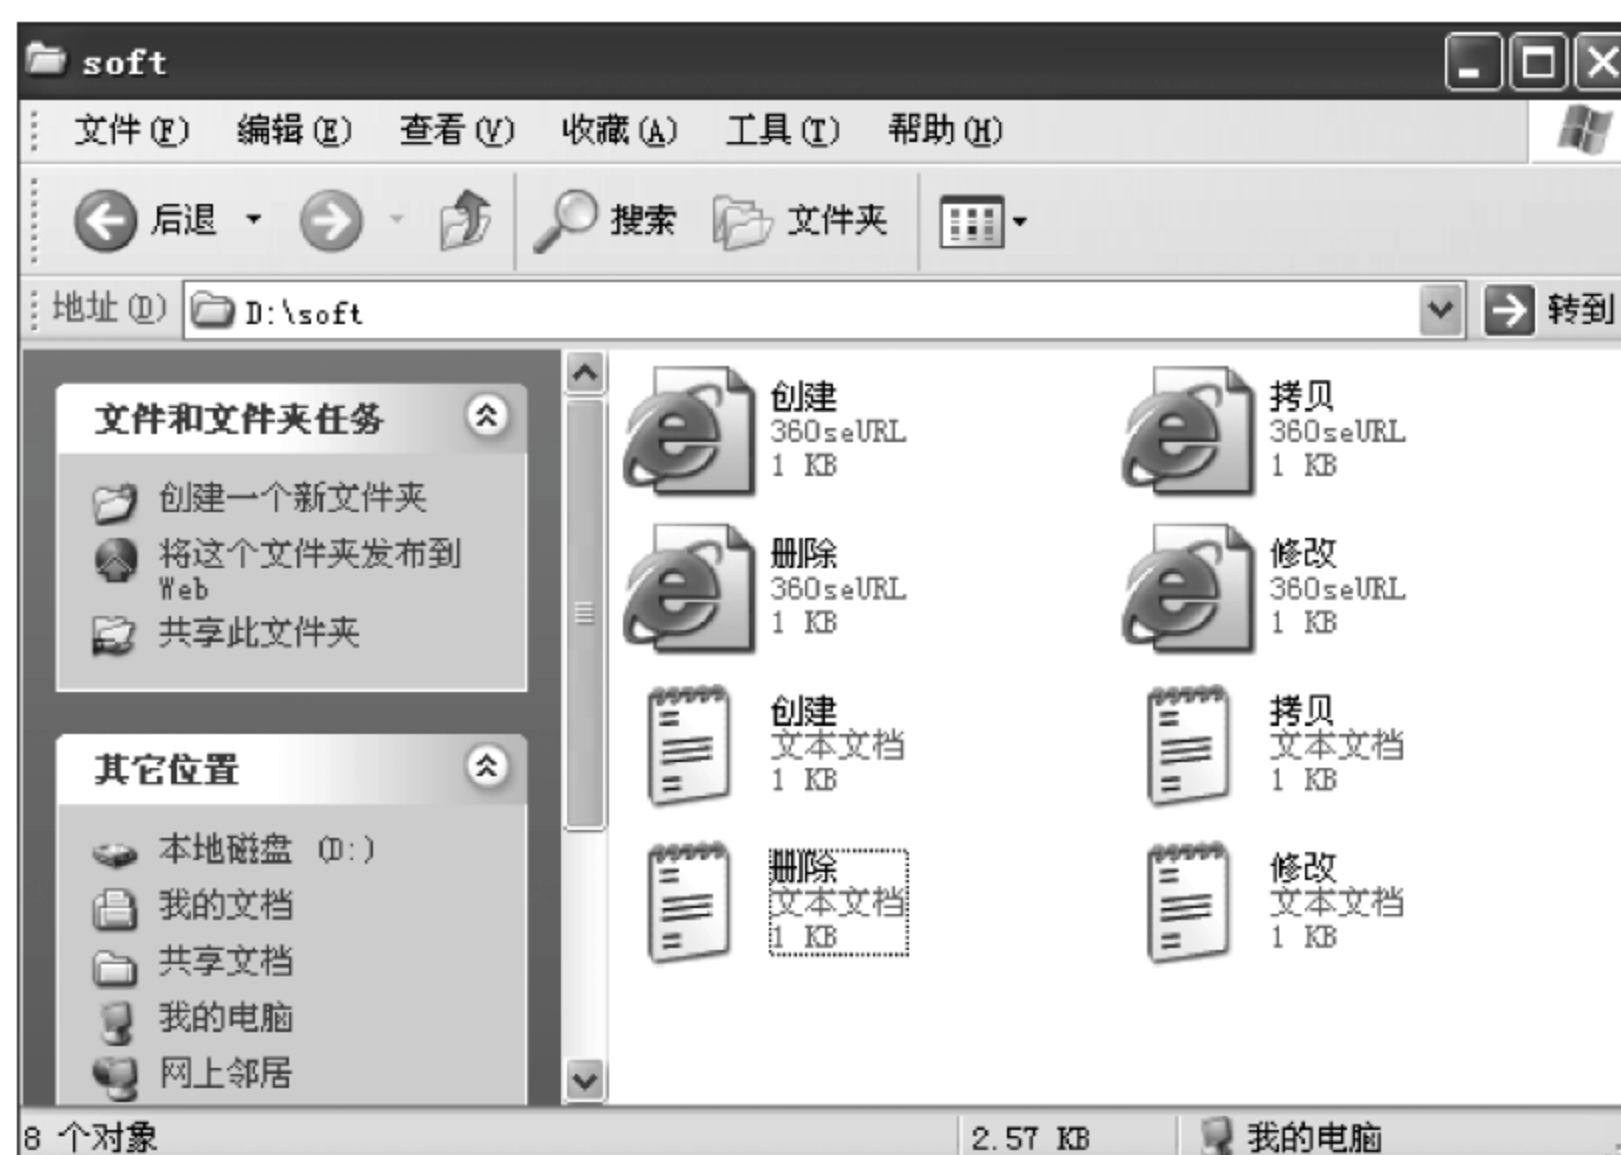 soft
文件(F) 编辑(E) 查看(V) 收藏(A) 工具(T) 帮助(H)
后退 搜索 文件夹
地址(D) D:\soft 转到
文件和文件夹任务
创建一个新文件夹
将这个文件夹发布到
Web
共享此文件夹
其它位置
本地磁盘 (D:)
我的文档
共享文档
我的电脑
网上邻居
创建
360seURL
1 KB
拷贝
360seURL
1 KB
删除
360seURL
1 KB
修改
360seURL
1 KB
创建
文本文档
1 KB
拷贝
文本文档
1 KB
删除
文本文档
1 KB
修改
文本文档
1 KB
8 个对象 2.57 KB 我的电脑